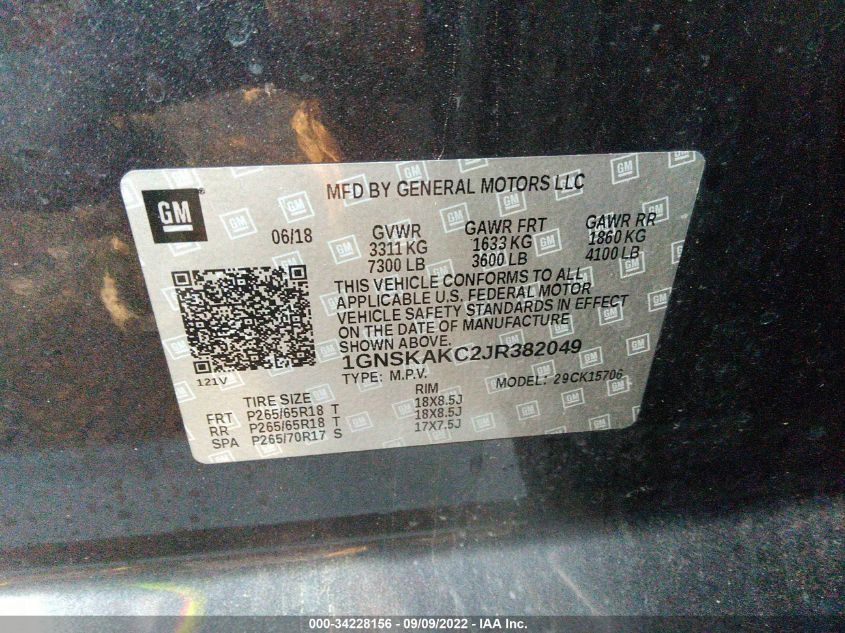 GM
MFD BY GENERAL MOTORS LLC
06/18
GVWR GAWR FRT GAWR RR
3311 KG 1633 KG 1860 KG
7300 LB 3600 LB 4100 LB
THIS VEHICLE CONFORMS TO ALL
APPLICABLE U.S. FEDERAL MOTOR
VEHICLE SAFETY STANDARDS IN EFFECT
ON THE DATE OF MANUFACTURE
SHOWN ABOVE.
1GNSKAKC2JR382049
121V
TYPE: M.P.V. MODEL: 29CK15706
TIRE SIZE RIM
FRT P265/65R18 T 18X8.5J
RR P265/65R18 T 18X8.5J
SPA P265/70R17 S 17X7.5J
000-34228156 - 09/09/2022 - IAA Inc.